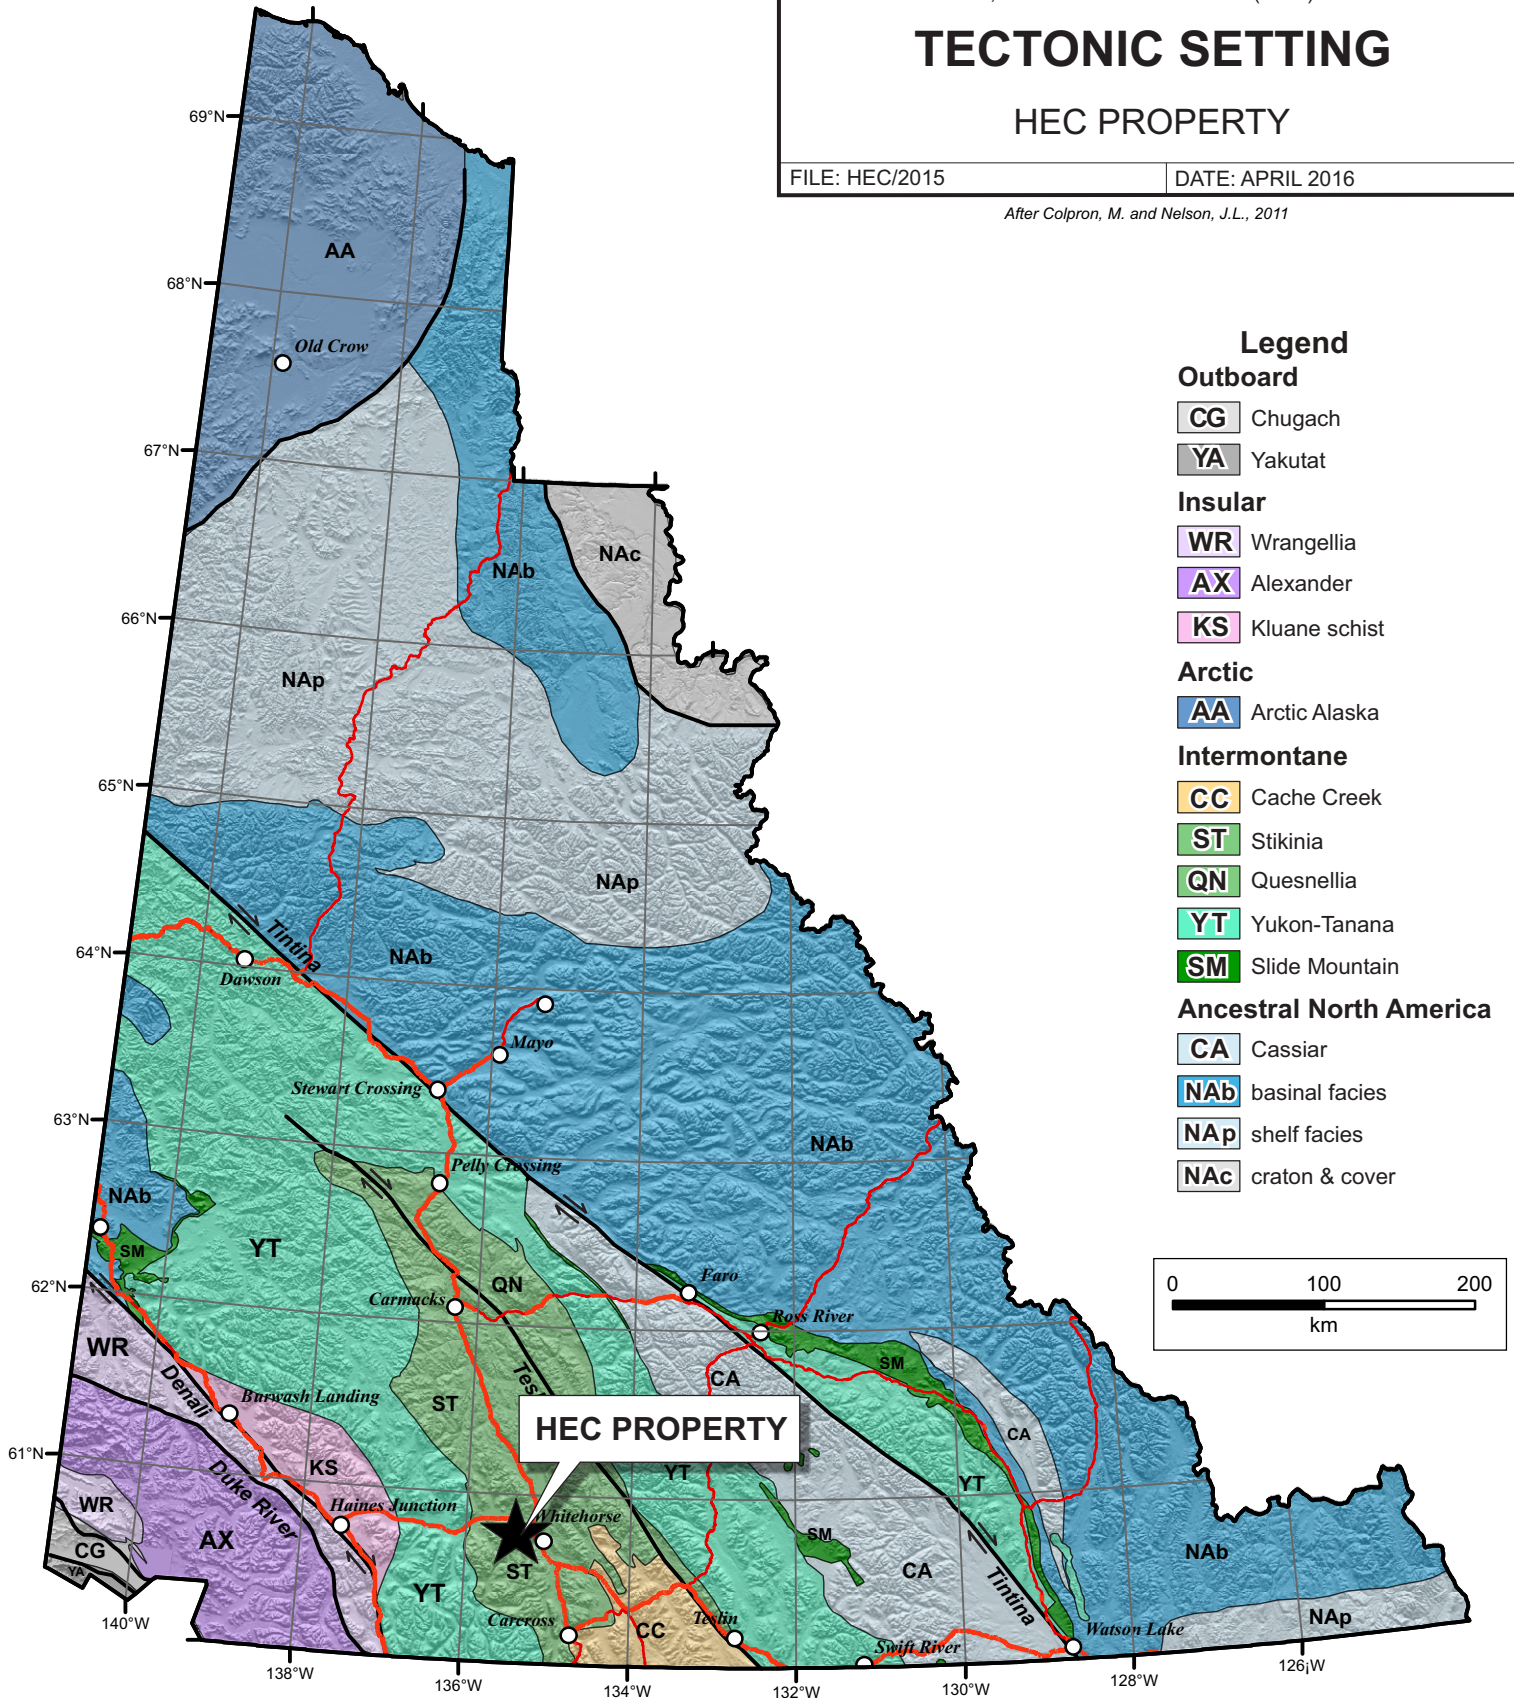 TECTONIC SETTING
HEC PROPERTY
FILE: HEC/2015
DATE: APRIL 2016
After Colpron, M. and Nelson, J.L., 2011
Legend
Outboard
CG Chugach
YA Yakutat
Insular
WR Wrangellia
AX Alexander
KS Kluane schist
Arctic
AA Arctic Alaska
Intermontane
CC Cache Creek
ST Stikinia
QN Quesnellia
YT Yukon-Tanana
SM Slide Mountain
Ancestral North America
CA Cassiar
NAb basinal facies
NAp shelf facies
NAc craton & cover
0 100 200
km
69°N
AA
68°N
Old Crow
67°N
NAc
NAb
66°N
NAp
65°N
NAp
64°N
Tintina
NAb
Dawson
Mayo
Stewart Crossing
63°N
NAb
Pelly Crossing
NAb
YT
SM
62°N
QN
Faro
Carmacks
Ross River
WR
SM
Denali
CA
Burwash Landing
ST
CA
HEC PROPERTY
61°N
KS
YT
YT
Duke River
WR
Haines Junction
Whitehorse
SM
AX
CG
NAb
YA
ST
CA
YT
Tintina
Carcross
Teslin
CC
NAp
Watson Lake
Swift River
140°W
138°W
136°W
134°W
132°W
130°W
128°W
126¡W